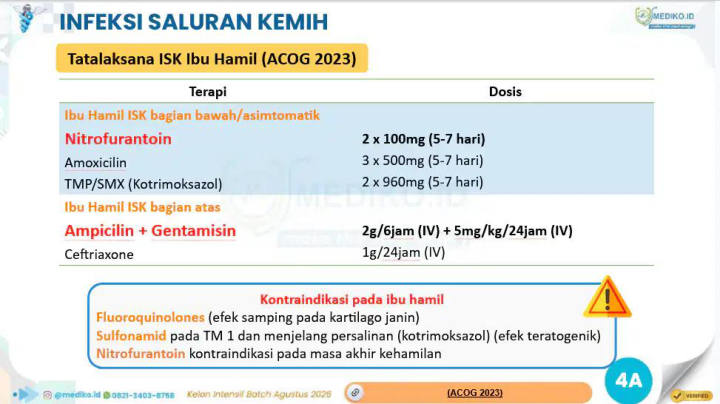 INFEKSI SALURAN KEMIH
MEDIKO.ID
Tatalaksana ISK Ibu Hamil (ACOG 2023)
Terapi Dosis
Ibu Hamil ISK bagian bawah/asimtomatik
Nitrofurantoin 2 x 100mg (5-7 hari)
Amoxicilin 3 x 500mg (5-7 hari)
TMP/SMX (Kotrimoksazol) 2 x 960mg (5-7 hari)
MEDIKO.ID
Ibu Hamil ISK bagian atas
Ampicilin + Gentamisin 2g/6jam (IV) + 5mg/kg/24jam (IV)
Ceftriaxone 1g/24jam (IV)
Kontraindikasi pada ibu hamil
Fluoroquinolones (efek samping pada kartilago janin)
Sulfonamid pada TM 1 dan menjelang persalinan (kotrimoksazol) (efek teratogenik)
Nitrofurantoin kontraindikasi pada masa akhir kehamilan
4A
@mediko.id 0821-3403-8768 Kelan Intensif Batch Agustus 2026 (ACOG 2023)
VERIFIED